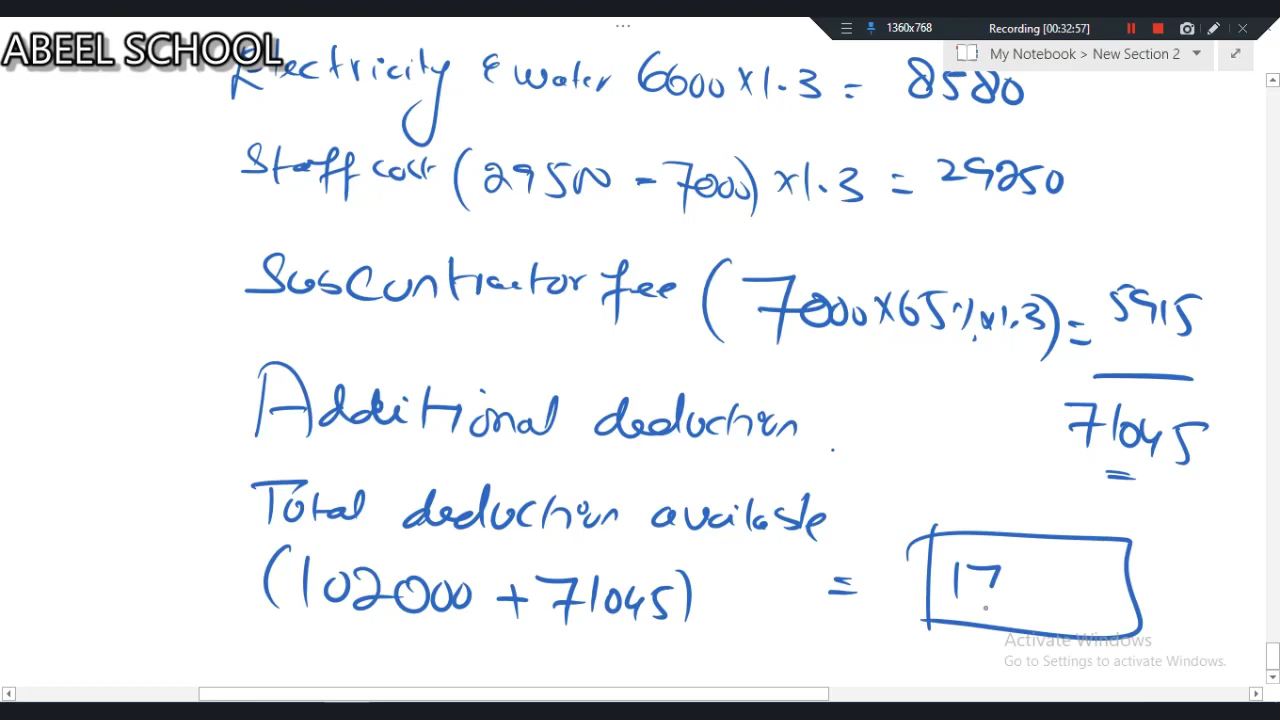 ABEEL SCHOOL
1360x768
Recording [00:32:57]
My Notebook > New Section 2
Electricity & water 6600 x 1.3 = 8580
Staff cost (29500 - 7000) x 1.3 = 29250
Subcontractor fee (7000 x 65% x 1.3) = 5915
71045
Additional deduction
Total deduction available
(102000 + 71045) = 17
Activate Windows
Go to Settings to activate Windows.